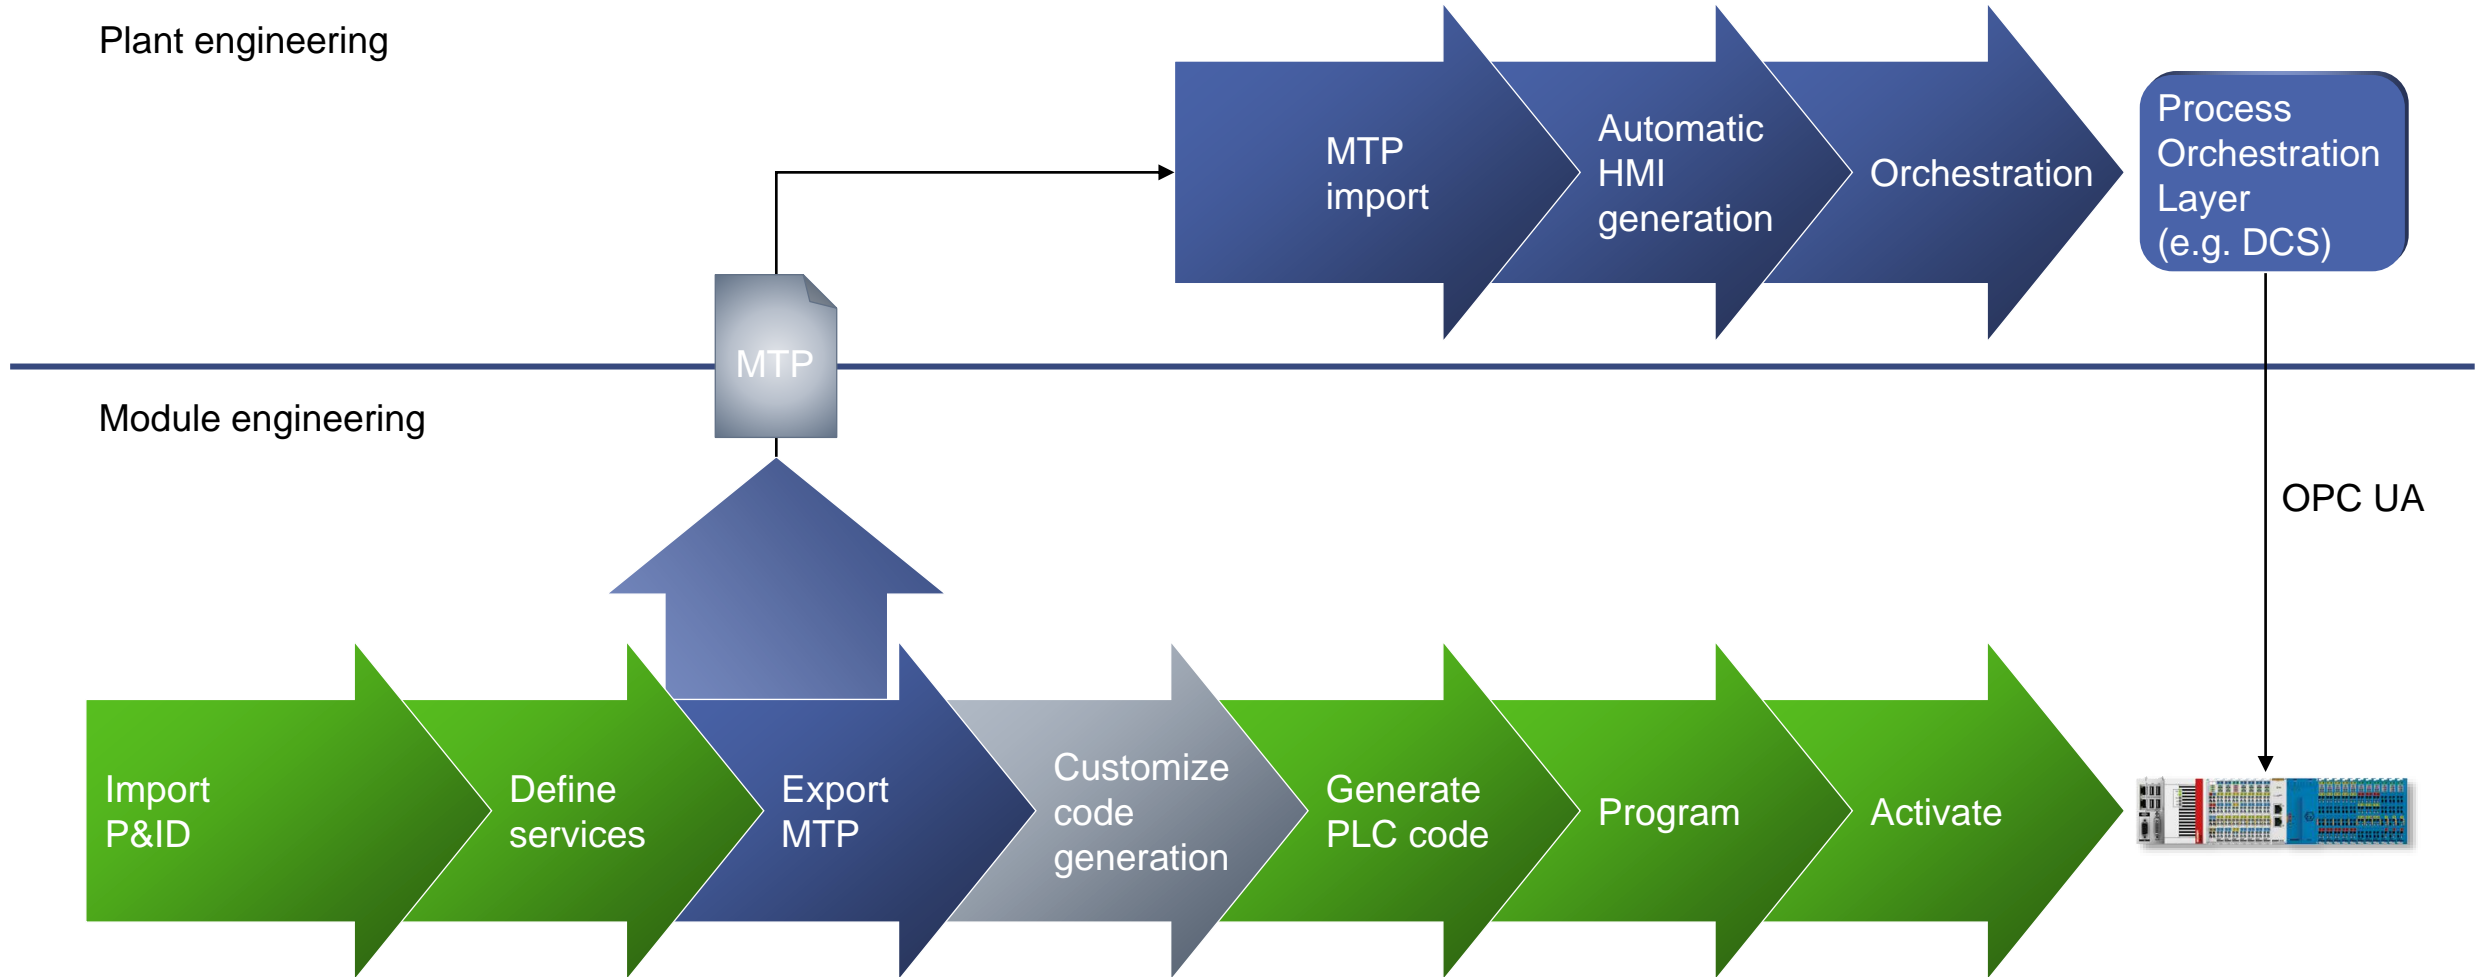 Plant engineering
MTP
import
Automatic
HMI
generation
Orchestration
Process
Orchestration
Layer
(e.g. DCS)
MTP
Module engineering
OPC UA
Import
P&ID
Define
services
Export
MTP
Customize
code
generation
Generate
PLC code
Program
Activate